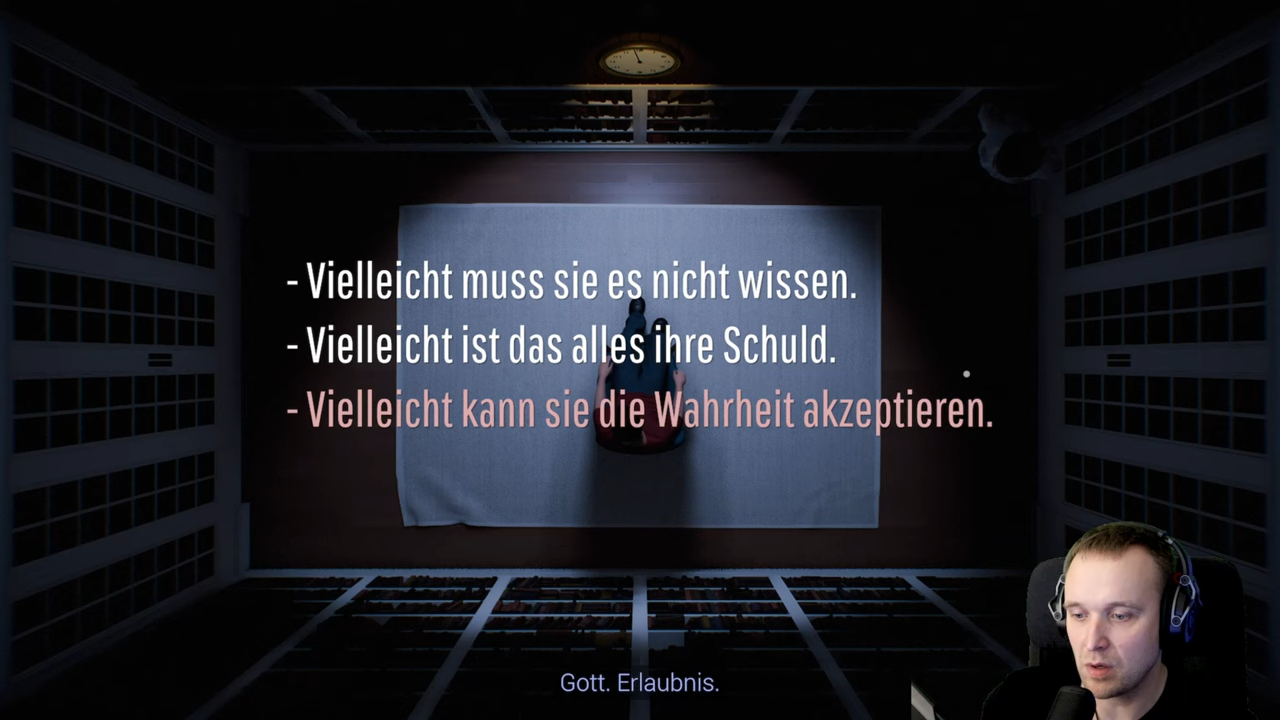 - Vielleicht muss sie es nicht wissen.
- Vielleicht ist das alles ihre Schuld.
- Vielleicht kann sie die Wahrheit akzeptieren.
Gott. Erlaubnis.